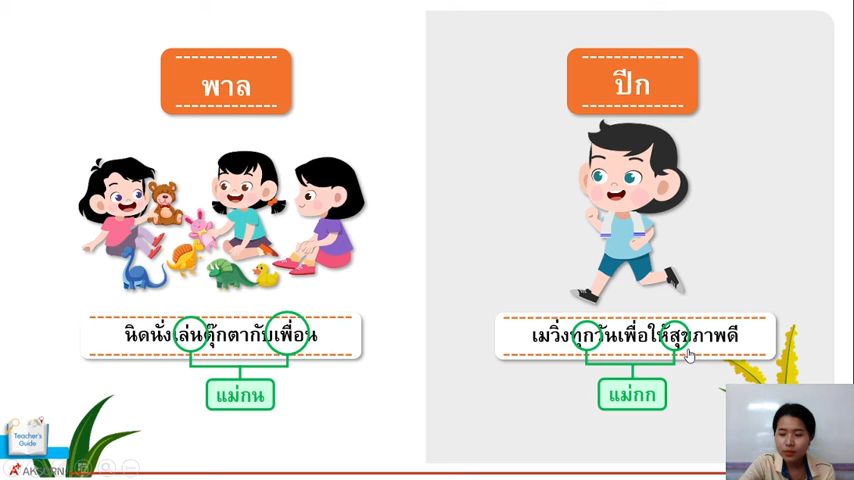 พาล
ปีก
นิดนั่งเล่นตุ๊กตากับเพื่อน
เมวิ่งทุกวันเพื่อให้สุขภาพดี
แม่กน
แม่กก
Teacher's
Guide
AKSORN